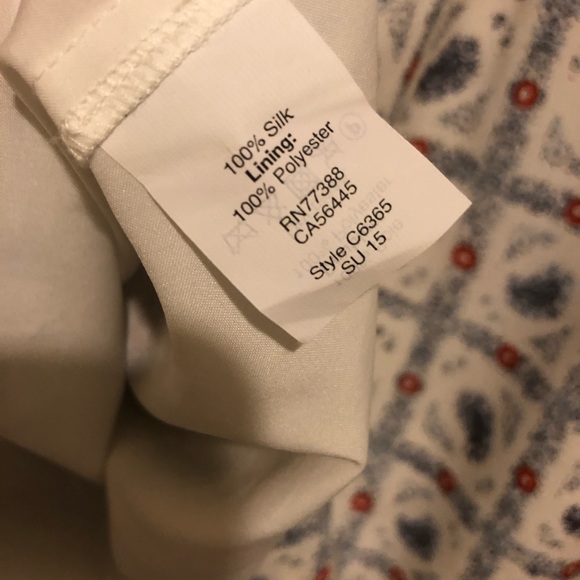 100% Silk
Lining:
100% Polyester
RN77388
CA56445
Style C6365
SU 15